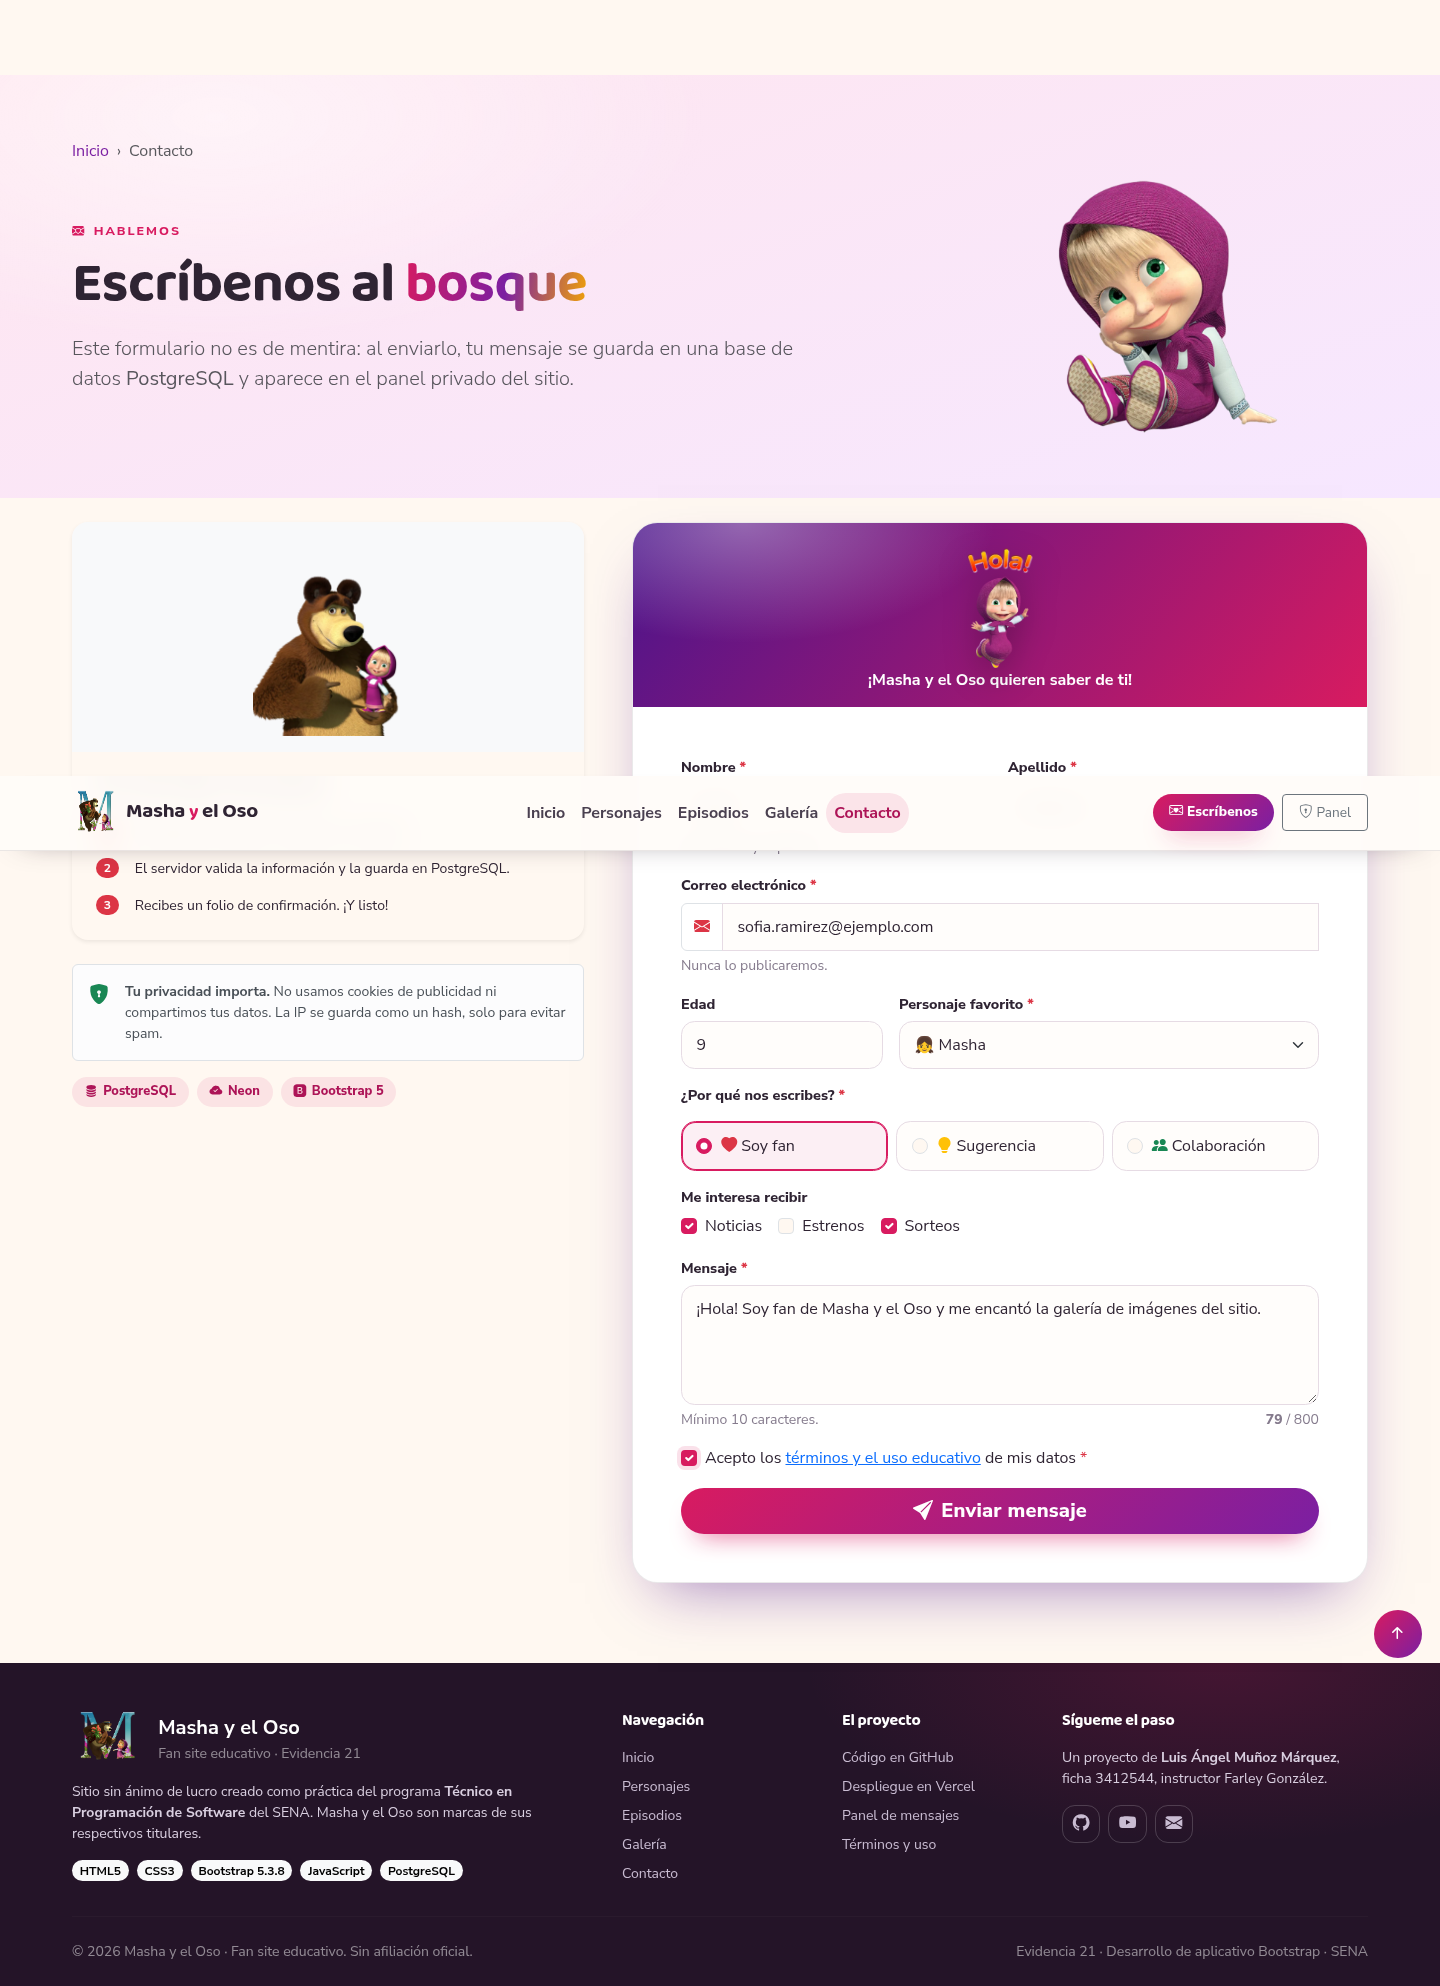 Inicio › Contacto
HABLEMOS
Escríbenos al bosque
Este formulario no es de mentira: al enviarlo, tu mensaje se guarda en una base de
datos PostgreSQL y aparece en el panel privado del sitio.
Hola!
¡Masha y el Oso quieren saber de ti!
Nombre *
Apellido *
Masha y el Oso
Inicio
Personajes
Episodios
Galería
Contacto
Escríbenos
Panel
2 El servidor valida la información y la guarda en PostgreSQL.
3 Recibes un folio de confirmación. ¡Y listo!
Tu privacidad importa. No usamos cookies de publicidad ni
compartimos tus datos. La IP se guarda como un hash, solo para evitar
spam.
PostgreSQL
Neon
Bootstrap 5
Correo electrónico *
sofia.ramirez@ejemplo.com
Nunca lo publicaremos.
Edad
Personaje favorito *
9
👧 Masha
¿Por qué nos escribes? *
Soy fan
Sugerencia
Colaboración
Me interesa recibir
Noticias
Estrenos
Sorteos
Mensaje *
¡Hola! Soy fan de Masha y el Oso y me encantó la galería de imágenes del sitio.
Mínimo 10 caracteres.
79 / 800
Acepto los términos y el uso educativo de mis datos *
Enviar mensaje
Masha y el Oso
Fan site educativo · Evidencia 21
Sitio sin ánimo de lucro creado como práctica del programa Técnico en
Programación de Software del SENA. Masha y el Oso son marcas de sus
respectivos titulares.
HTML5
CSS3
Bootstrap 5.3.8
JavaScript
PostgreSQL
Navegación
Inicio
Personajes
Episodios
Galería
Contacto
El proyecto
Código en GitHub
Despliegue en Vercel
Panel de mensajes
Términos y uso
Sígueme el paso
Un proyecto de Luis Ángel Muñoz Márquez,
ficha 3412544, instructor Farley González.
© 2026 Masha y el Oso · Fan site educativo. Sin afiliación oficial.
Evidencia 21 · Desarrollo de aplicativo Bootstrap · SENA